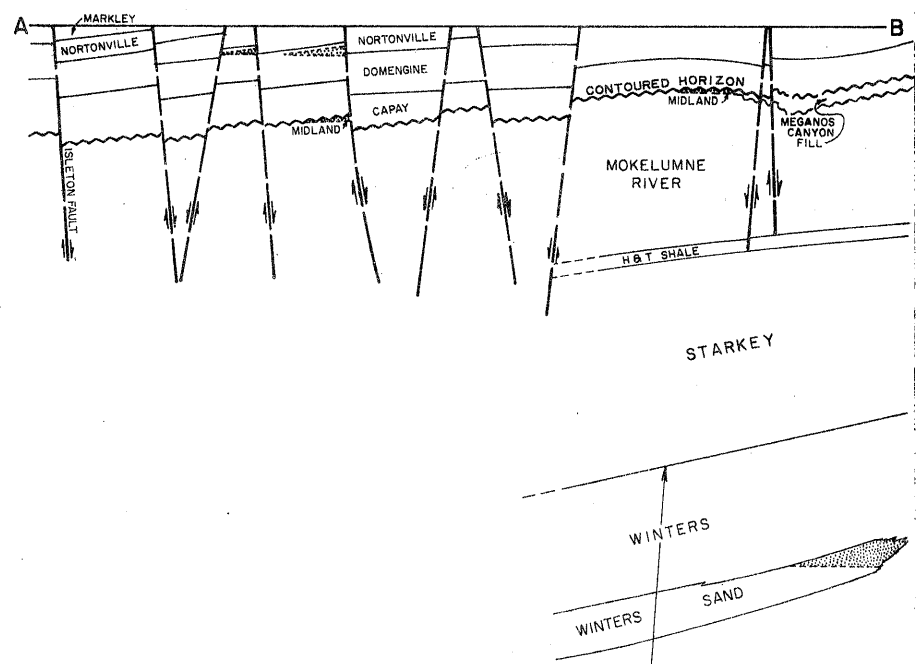 A
MARKLEY
NORTONVILLE
NORTONVILLE
DOMENGINE
CAPAY
MIDLAND
ISLETON FAULT
B
CONTOURED HORIZON
MIDLAND
MEGANOS
CANYON
FILL
MOKELUMNE
RIVER
H & T SHALE
STARKEY
WINTERS
WINTERS SAND